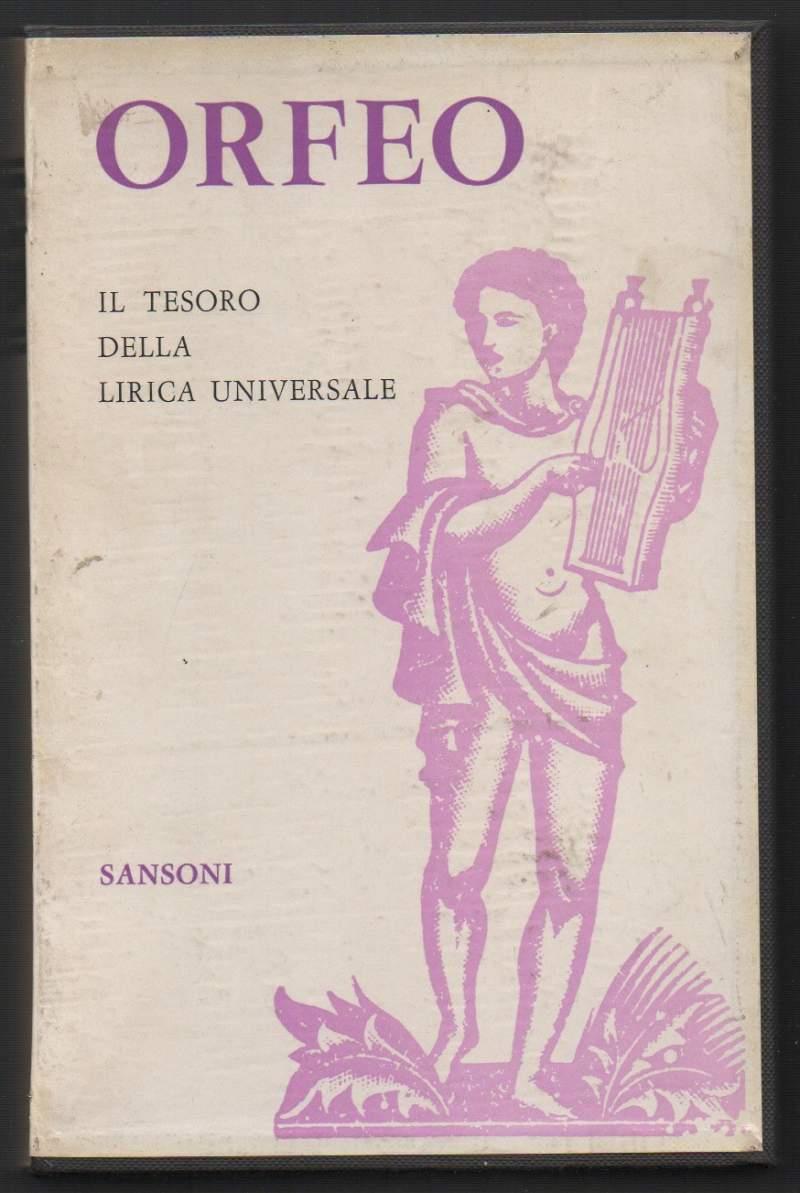 ORFEO
IL TESORO
DELLA
LIRICA UNIVERSALE
SANSONI